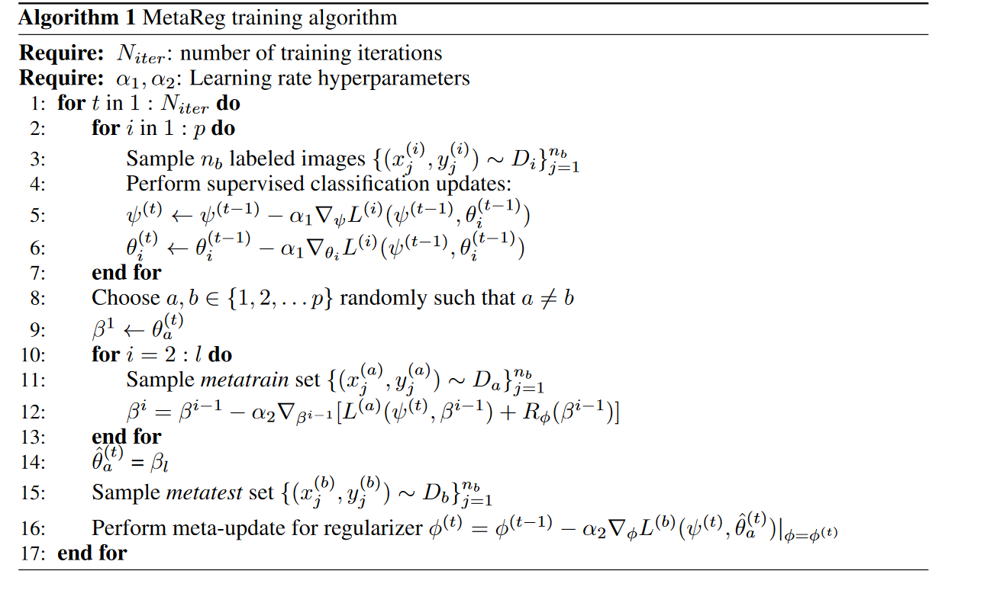 Algorithm 1 MetaReg training algorithm
Require: $N_{iter}$: number of training iterations
Require: $\alpha_1, \alpha_2$: Learning rate hyperparameters
1: for $t$ in $1 : N_{iter}$ do
2: for $i$ in $1 : p$ do
3: Sample $n_b$ labeled images $\{(x_j^{(i)}, y_j^{(i)}) \sim D_i\}_{j=1}^{n_b}$
4: Perform supervised classification updates:
5: $\psi^{(t)} \leftarrow \psi^{(t-1)} - \alpha_1 \nabla_\psi L^{(i)}(\psi^{(t-1)}, \theta_i^{(t-1)})$
6: $\theta_i^{(t)} \leftarrow \theta_i^{(t-1)} - \alpha_1 \nabla_{\theta_i} L^{(i)}(\psi^{(t-1)}, \theta_i^{(t-1)})$
7: end for
8: Choose $a, b \in \{1, 2, \ldots p\}$ randomly such that $a \neq b$
9: $\beta^1 \leftarrow \theta_a^{(t)}$
10: for $i = 2 : l$ do
11: Sample metatrain set $\{(x_j^{(a)}, y_j^{(a)}) \sim D_a\}_{j=1}^{n_b}$
12: $\beta^i = \beta^{i-1} - \alpha_2 \nabla_{\beta^{i-1}} [L^{(a)}(\psi^{(t)}, \beta^{i-1}) + R_\phi(\beta^{i-1})]$
13: end for
14: $\hat{\theta}_a^{(t)} = \beta_l$
15: Sample metatest set $\{(x_j^{(b)}, y_j^{(b)}) \sim D_b\}_{j=1}^{n_b}$
16: Perform meta-update for regularizer $\phi^{(t)} = \phi^{(t-1)} - \alpha_2 \nabla_\phi L^{(b)}(\psi^{(t)}, \hat{\theta}_a^{(t)})|_{\phi=\phi^{(t)}}$
17: end for